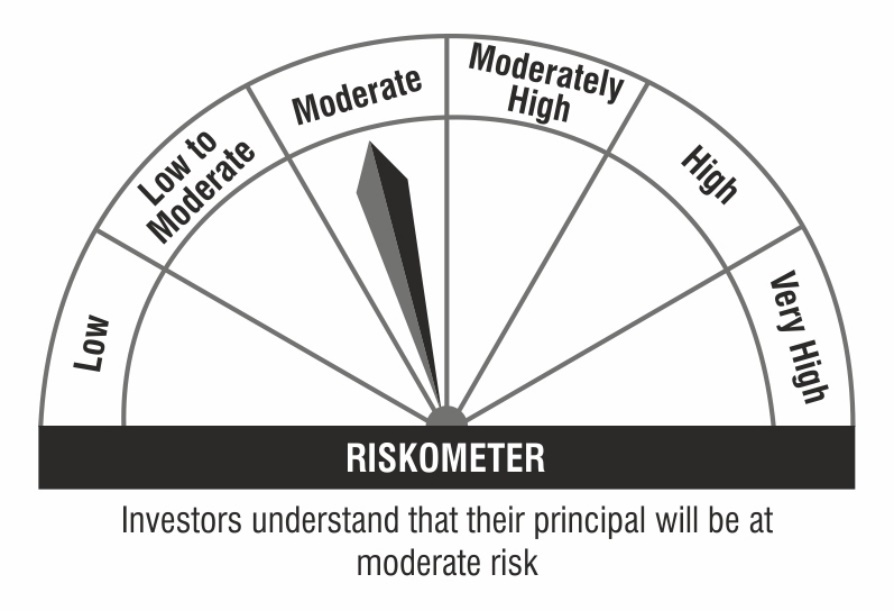 Low
Low to
Moderate
Moderate
Moderately
High
High
Very High
RISKOMETER
Investors understand that their principal will be at
moderate risk